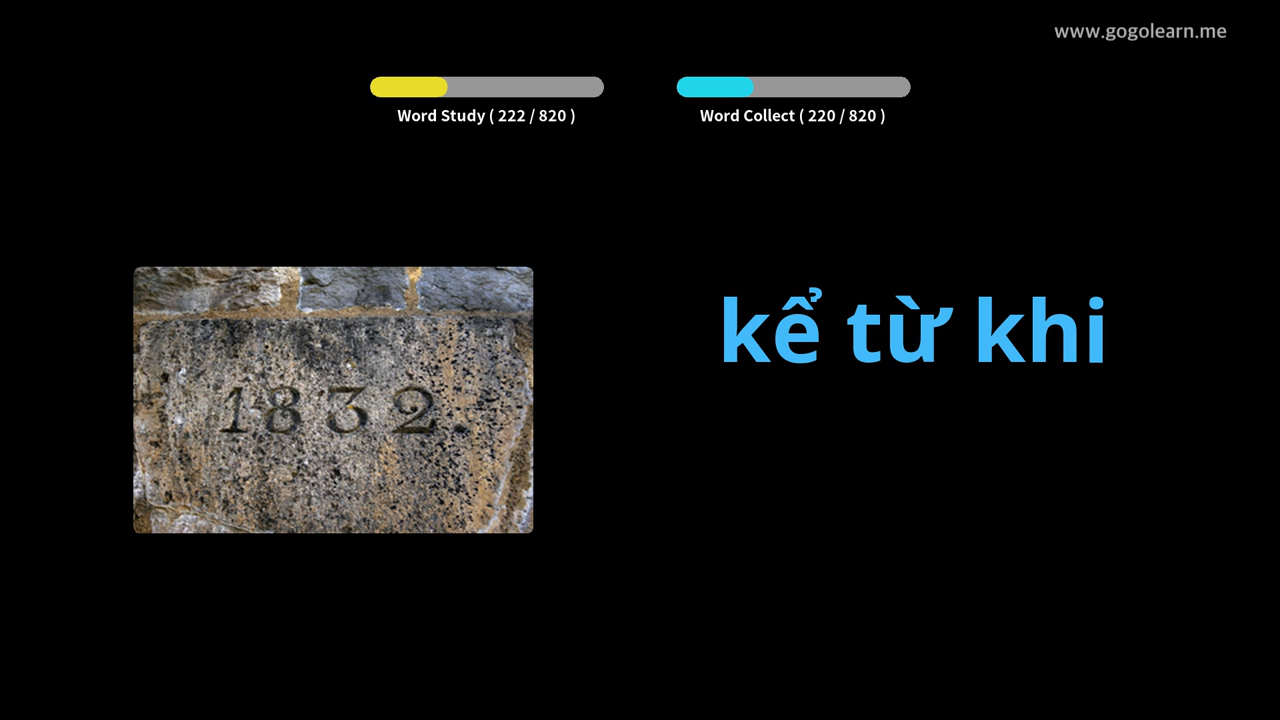 www.gogolearn.me
Word Study ( 222 / 820 )
Word Collect ( 220 / 820 )
1832.
kể từ khi